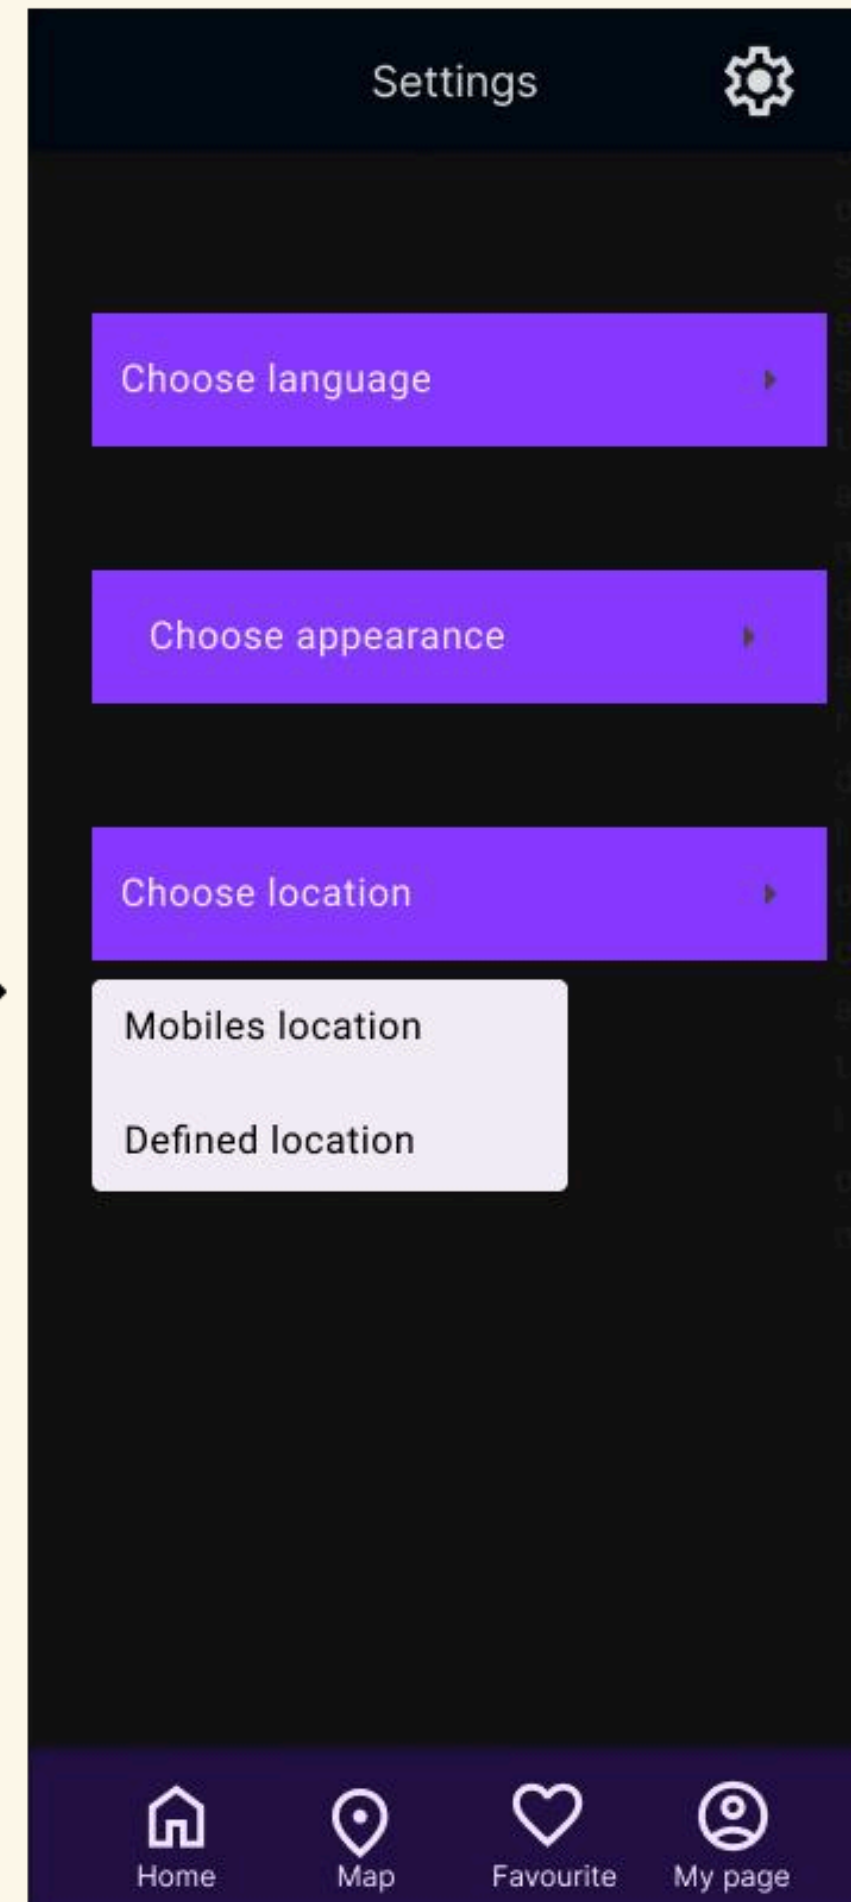 Settings
Choose language
Choose appearance
Choose location
Mobiles location
Defined location
Home
Map
Favourite
My page